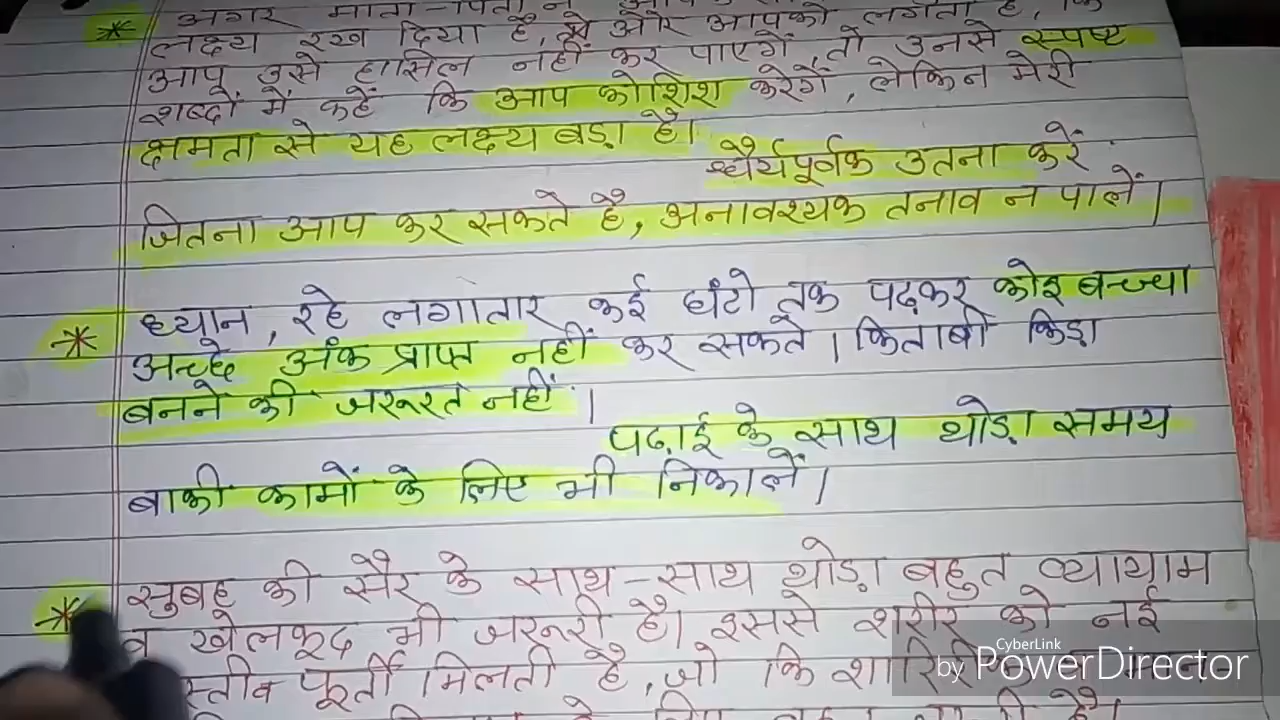 अगर माता-पिता ने
लक्ष्य रख दिया है, और आपको लगता है, कि
आप उसे हासिल नहीं कर पाएगें, तो उनसे स्पष्ट
शब्दों में कहें कि आप कोशिश करेगें, लेकिन मेरी
क्षमता से यह लक्ष्य बड़ा है।
धैर्यपूर्वक उतना करें
जितना आप कर सकते है, अनावश्यक तनाव न पालें।
ध्यान, रहे लगातार कई घंटो तक पढ़कर कोइ बच्चा
अच्छे अंक प्राप्त नहीं कर सकते। किताबी किड़ा
बनने की जरूरत नहीं।
पढ़ाई के साथ थोड़ा समय
बाकी कामों के लिए भी निकालें।
सुबह की सैर के साथ-साथ थोड़ा बहुत व्यायाम
व खेलकूद भी जरूरी है। इससे शरीर को नई
फूर्ती मिलती है, जो कि
CyberLink
by PowerDirector